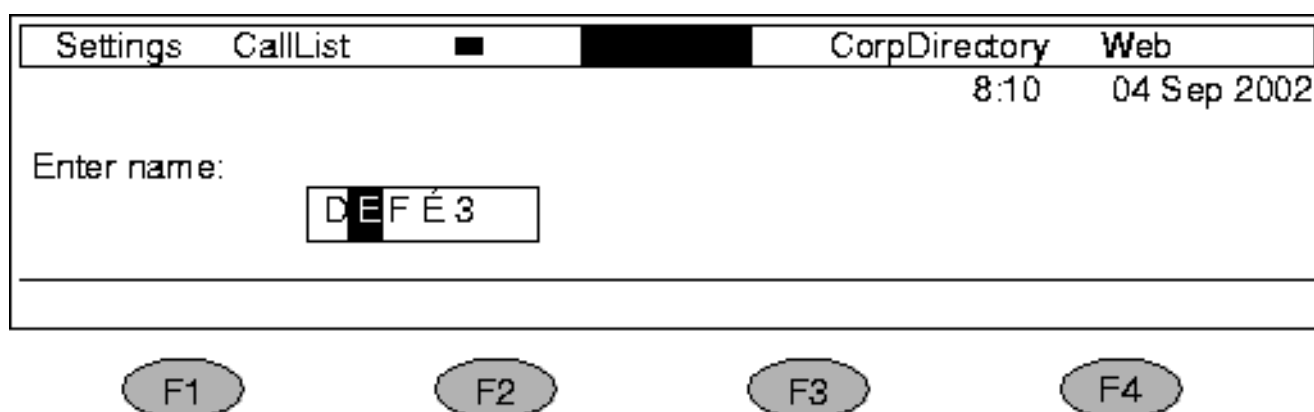 Settings CallList CorpDirectory Web
8:10 04 Sep 2002
Enter name:
DEFÉ3
F1 F2 F3 F4